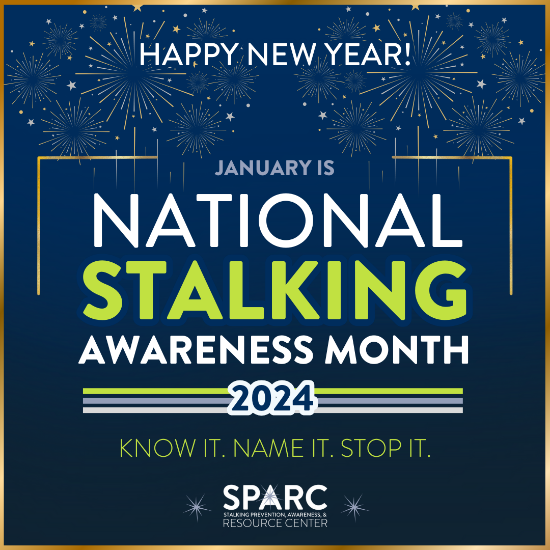 HAPPY NEW YEAR!
JANUARY IS
NATIONAL
STALKING
AWARENESS MONTH
2024
KNOW IT. NAME IT. STOP IT.
SPARC
STALKING PREVENTION, AWARENESS, &
RESOURCE CENTER